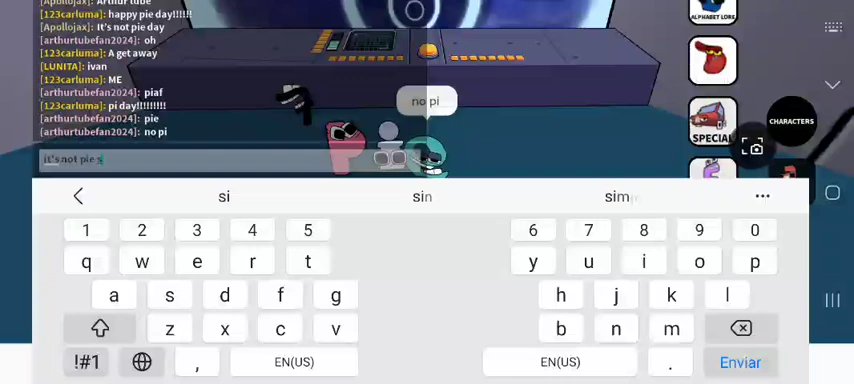 [Apollojax]: Arthur tube
[123carluma]: happy pie day!!!!!!
[Apollojax]: It's not pie day
[arthurtubefan2024]: oh
[123carluma]: A get away
[LUNITA]: ivan
[123carluma]: ME
[arthurtubefan2024]: piaf
[123carluma]: pi day!!!!!!!!!
[arthurtubefan2024]: pie
[arthurtubefan2024]: no pi
no pi
it's not pie s
ALPHABET LORE
SPECIAL
CHARACTERS
si sin sim
1 2 3 4 5 6 7 8 9 0
q w e r t y u i o p
a s d f g h j k l
z x c v b n m
!#1 , EN(US) EN(US) . Enviar